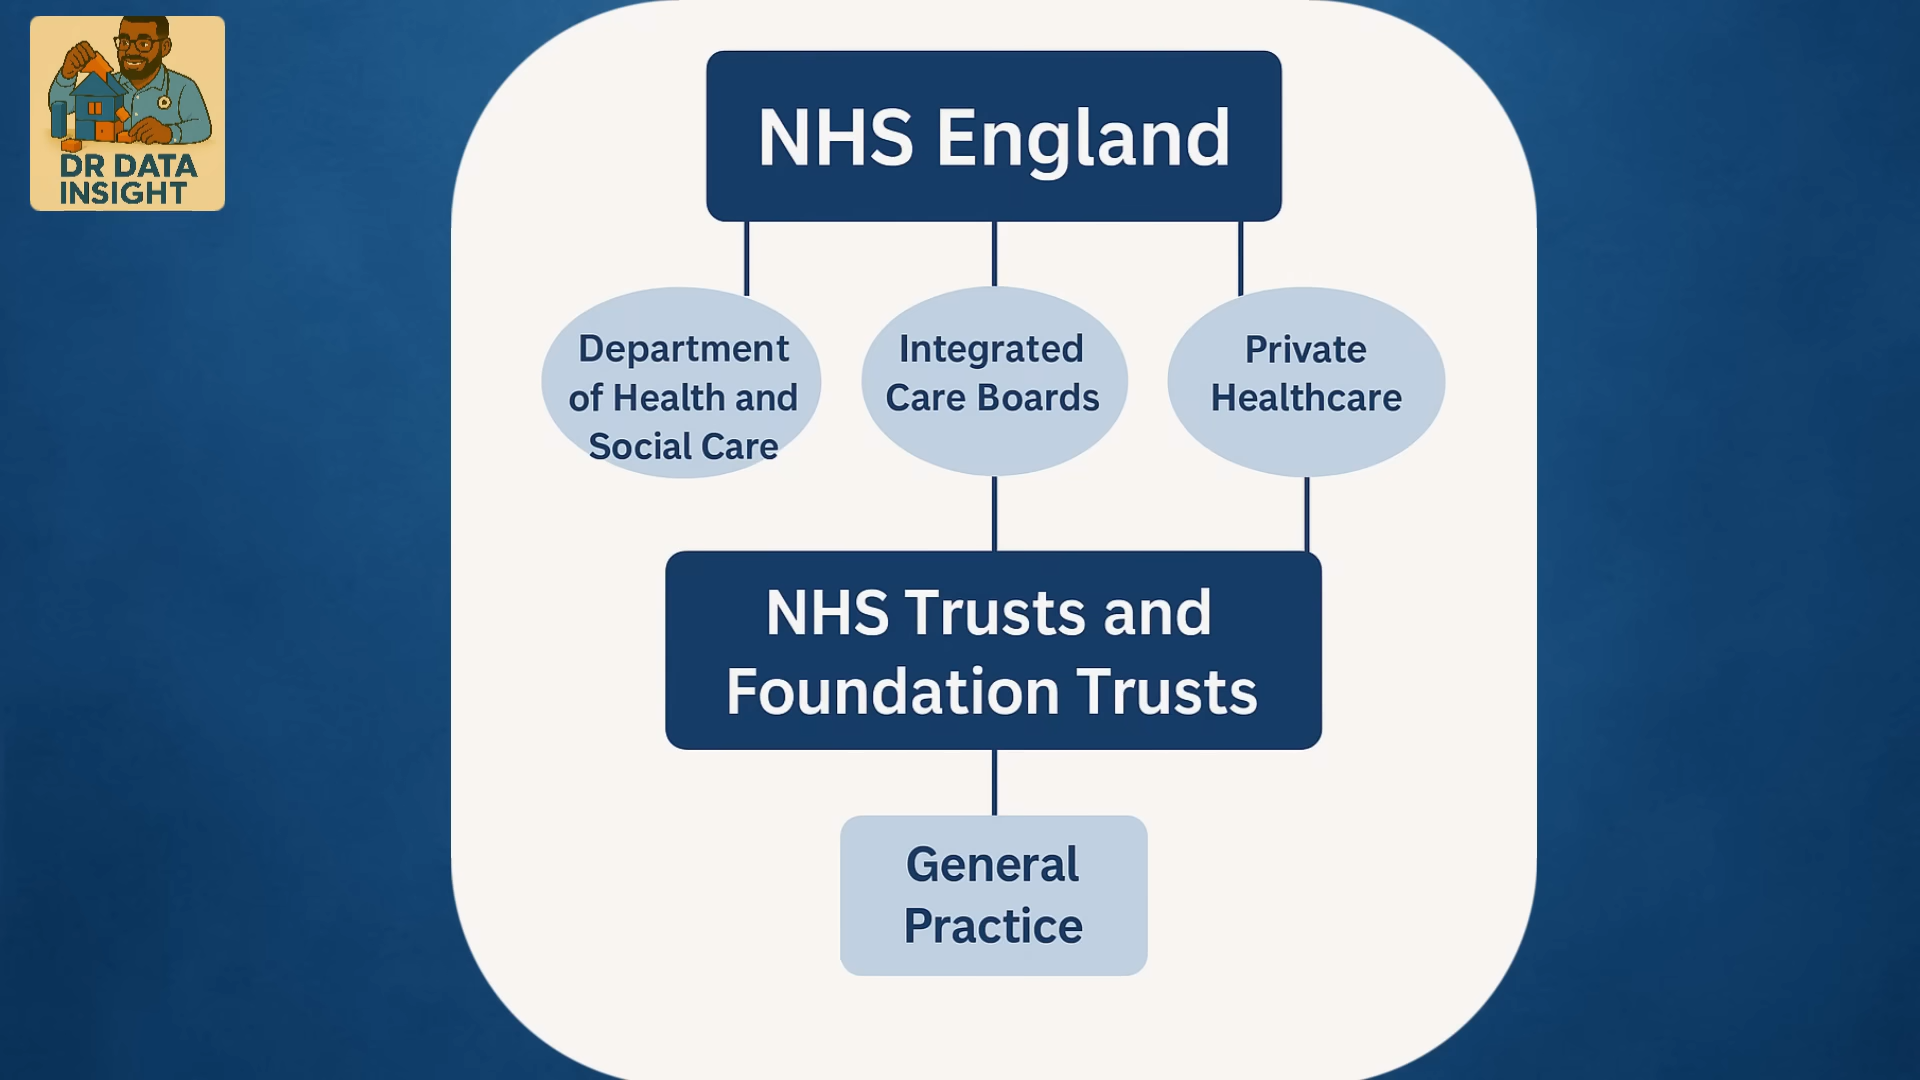 DR DATA
INSIGHT
NHS England
Department
of Health and
Social Care
Integrated
Care Boards
Private
Healthcare
NHS Trusts and
Foundation Trusts
General
Practice